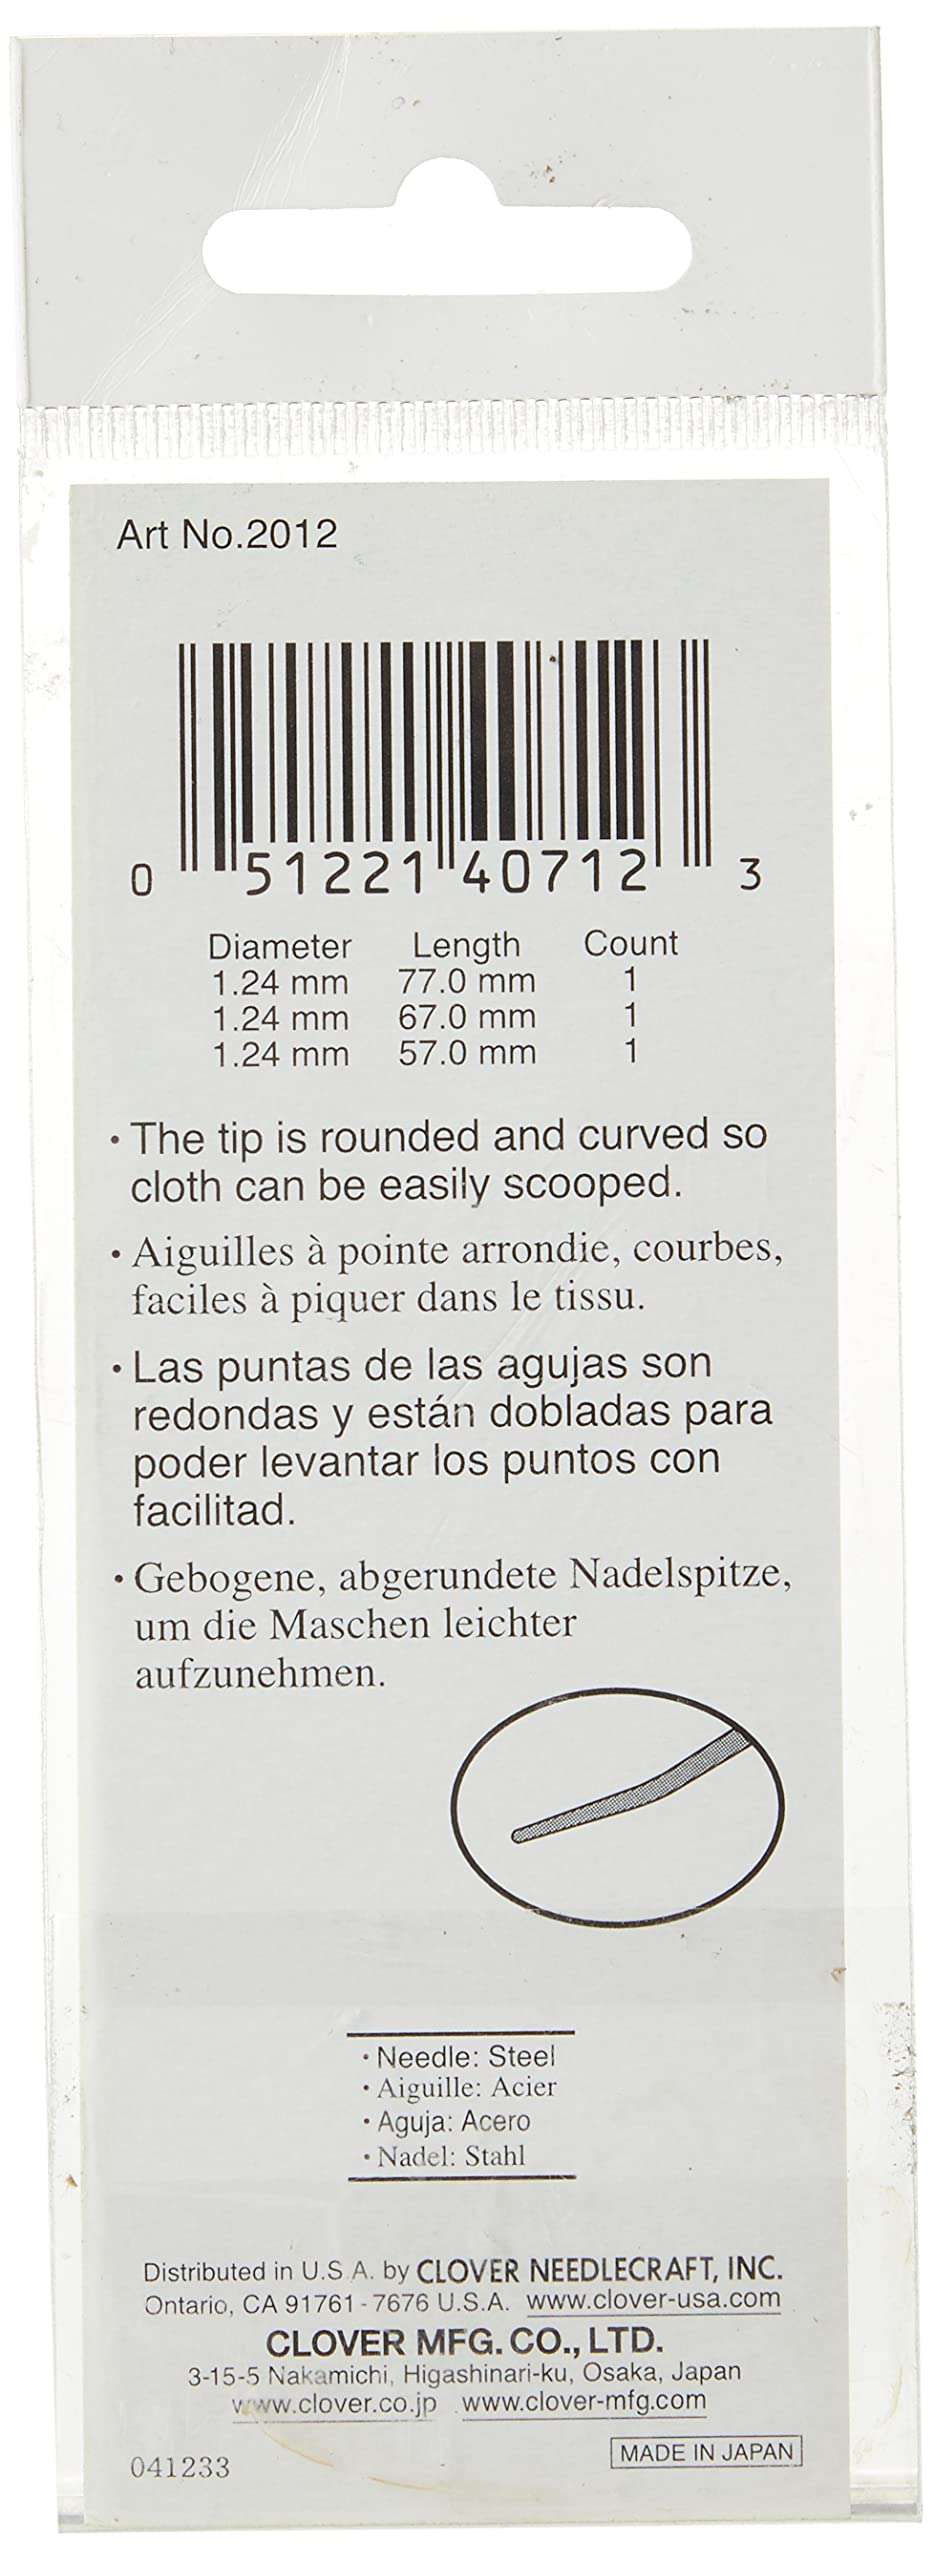 Art No.2012
0 51221 40712 3
Diameter Length Count
1.24 mm 77.0 mm 1
1.24 mm 67.0 mm 1
1.24 mm 57.0 mm 1
· The tip is rounded and curved so
cloth can be easily scooped.
· Aiguilles à pointe arrondie, courbes,
faciles à piquer dans le tissu.
· Las puntas de las agujas son
redondas y están dobladas para
poder levantar los puntos con
facilitad.
· Gebogene, abgerundete Nadelspitze,
um die Maschen leichter
aufzunehmen.
· Needle: Steel
· Aiguille: Acier
· Aguja: Acero
· Nadel: Stahl
Distributed in U.S.A. by CLOVER NEEDLECRAFT, INC.
Ontario, CA 91761-7676 U.S.A. www.clover-usa.com
CLOVER MFG. CO., LTD.
3-15-5 Nakamichi, Higashinari-ku, Osaka, Japan
www.clover.co.jp www.clover-mfg.com
MADE IN JAPAN
041233